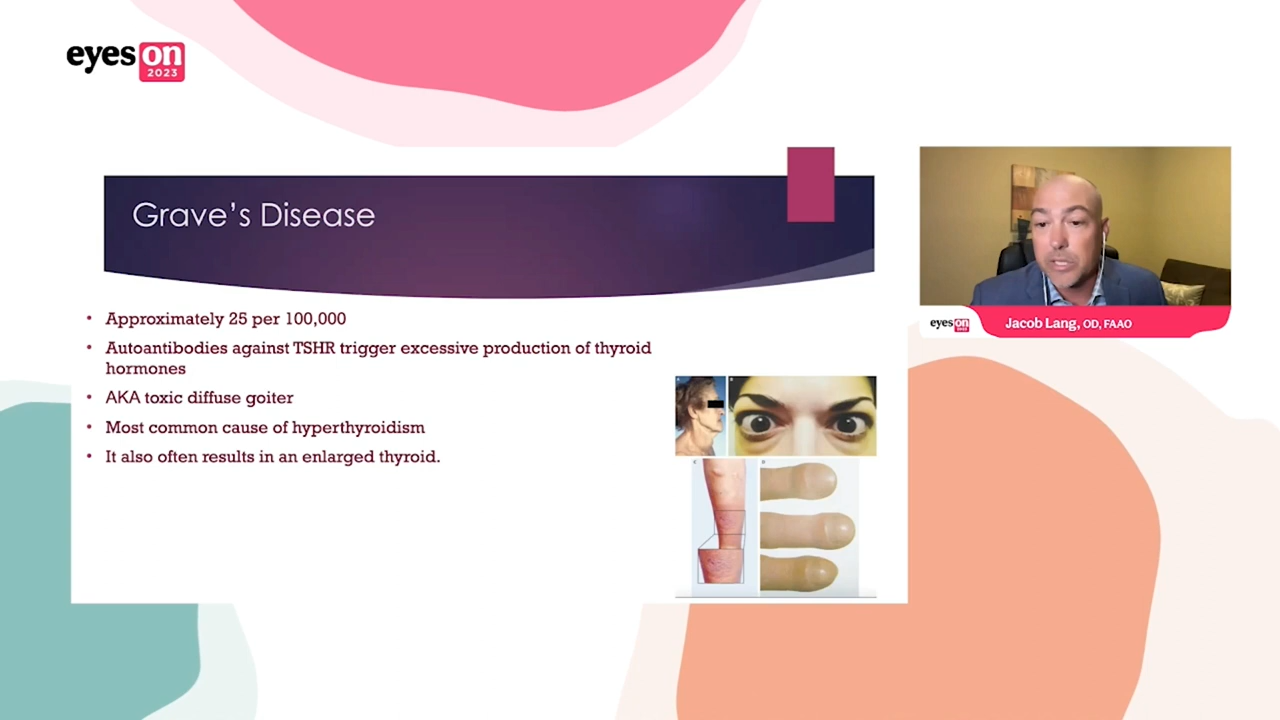 eyes on
2023
Grave's Disease
• Approximately 25 per 100,000
• Autoantibodies against TSHR trigger excessive production of thyroid
hormones
• AKA toxic diffuse goiter
• Most common cause of hyperthyroidism
• It also often results in an enlarged thyroid.
eyes on
Jacob Lang, OD, FAAO